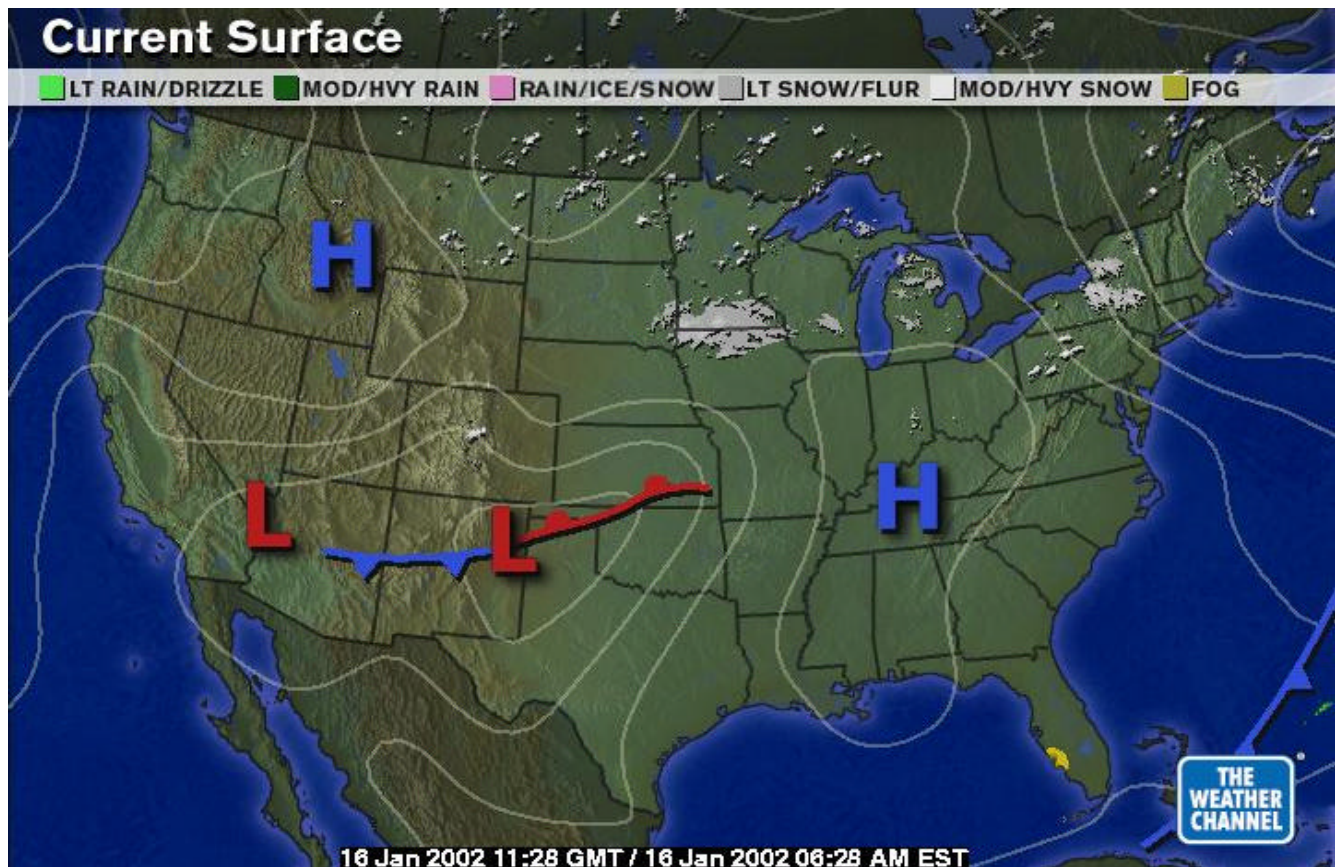 Current Surface
LT RAIN/DRIZZLE MOD/HVY RAIN RAIN/ICE/SNOW LT SNOW/FLUR MOD/HVY SNOW FOG
H
L
L
H
THE
WEATHER
CHANNEL
16 Jan 2002 11:28 GMT / 16 Jan 2002 06:28 AM EST